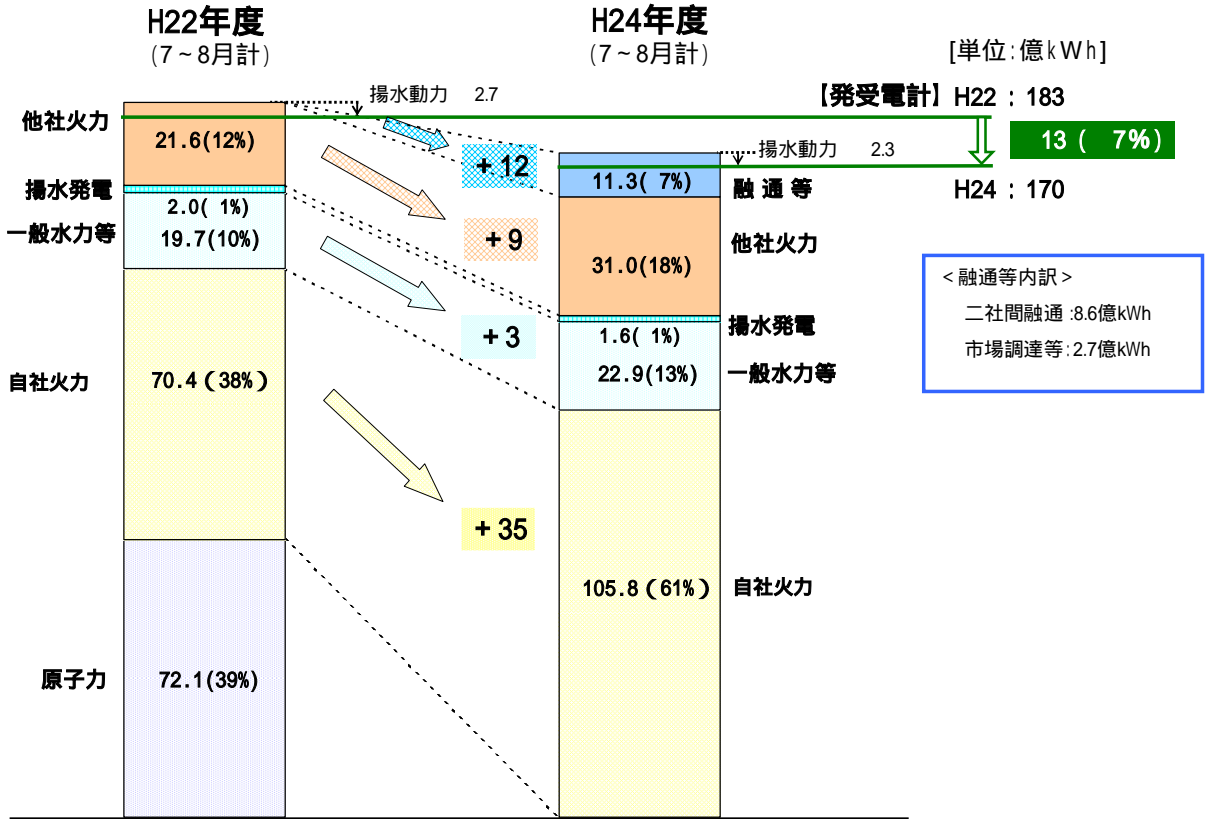 H22年度
(7~8月計)
H24年度
(7~8月計)
[単位:億kWh]
揚水動力 2.7
【発受電計】 H22 : 183
13 ( 7%)
H24 : 170
他社火力
21.6(12%)
揚水発電
2.0( 1%)
一般水力等
19.7(10%)
自社火力
70.4(38%)
原子力
72.1(39%)
+12
+9
+3
+35
揚水動力 2.3
11.3( 7%)
融通等
31.0(18%)
他社火力
1.6( 1%)
揚水発電
22.9(13%)
一般水力等
105.8(61%)
自社火力
<融通等内訳>
二社間融通:8.6億kWh
市場調達等:2.7億kWh